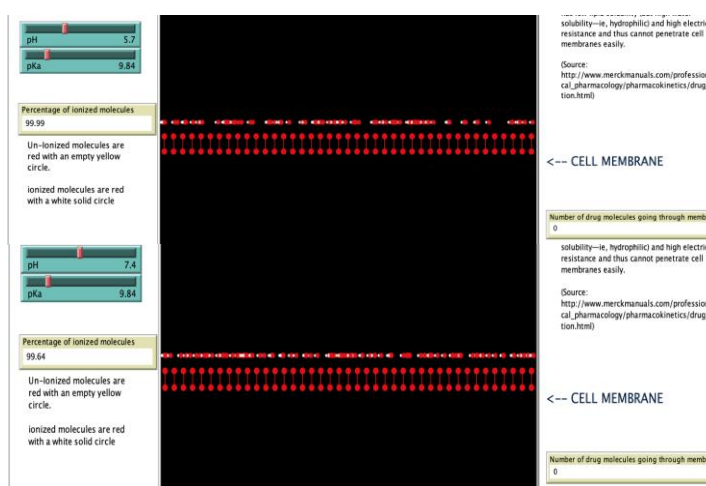 pH 5.7
pKa 9.84
Percentage of ionized molecules
99.99
Un-Ionized molecules are
red with an empty yellow
circle.
ionized molecules are red
with a white solid circle
solubility—ie, hydrophilic) and high electri
resistance and thus cannot penetrate cell
membranes easily.
(Source:
http://www.merckmanuals.com/profession
cal_pharmacology/pharmacokinetics/drug
tion.html)
<-- CELL MEMBRANE
Number of drug molecules going through memb
0
pH 7.4
pKa 9.84
Percentage of ionized molecules
99.64
Un-Ionized molecules are
red with an empty yellow
circle.
ionized molecules are red
with a white solid circle
solubility—ie, hydrophilic) and high electri
resistance and thus cannot penetrate cell
membranes easily.
(Source:
http://www.merckmanuals.com/profession
cal_pharmacology/pharmacokinetics/drug
tion.html)
<-- CELL MEMBRANE
Number of drug molecules going through memb
0